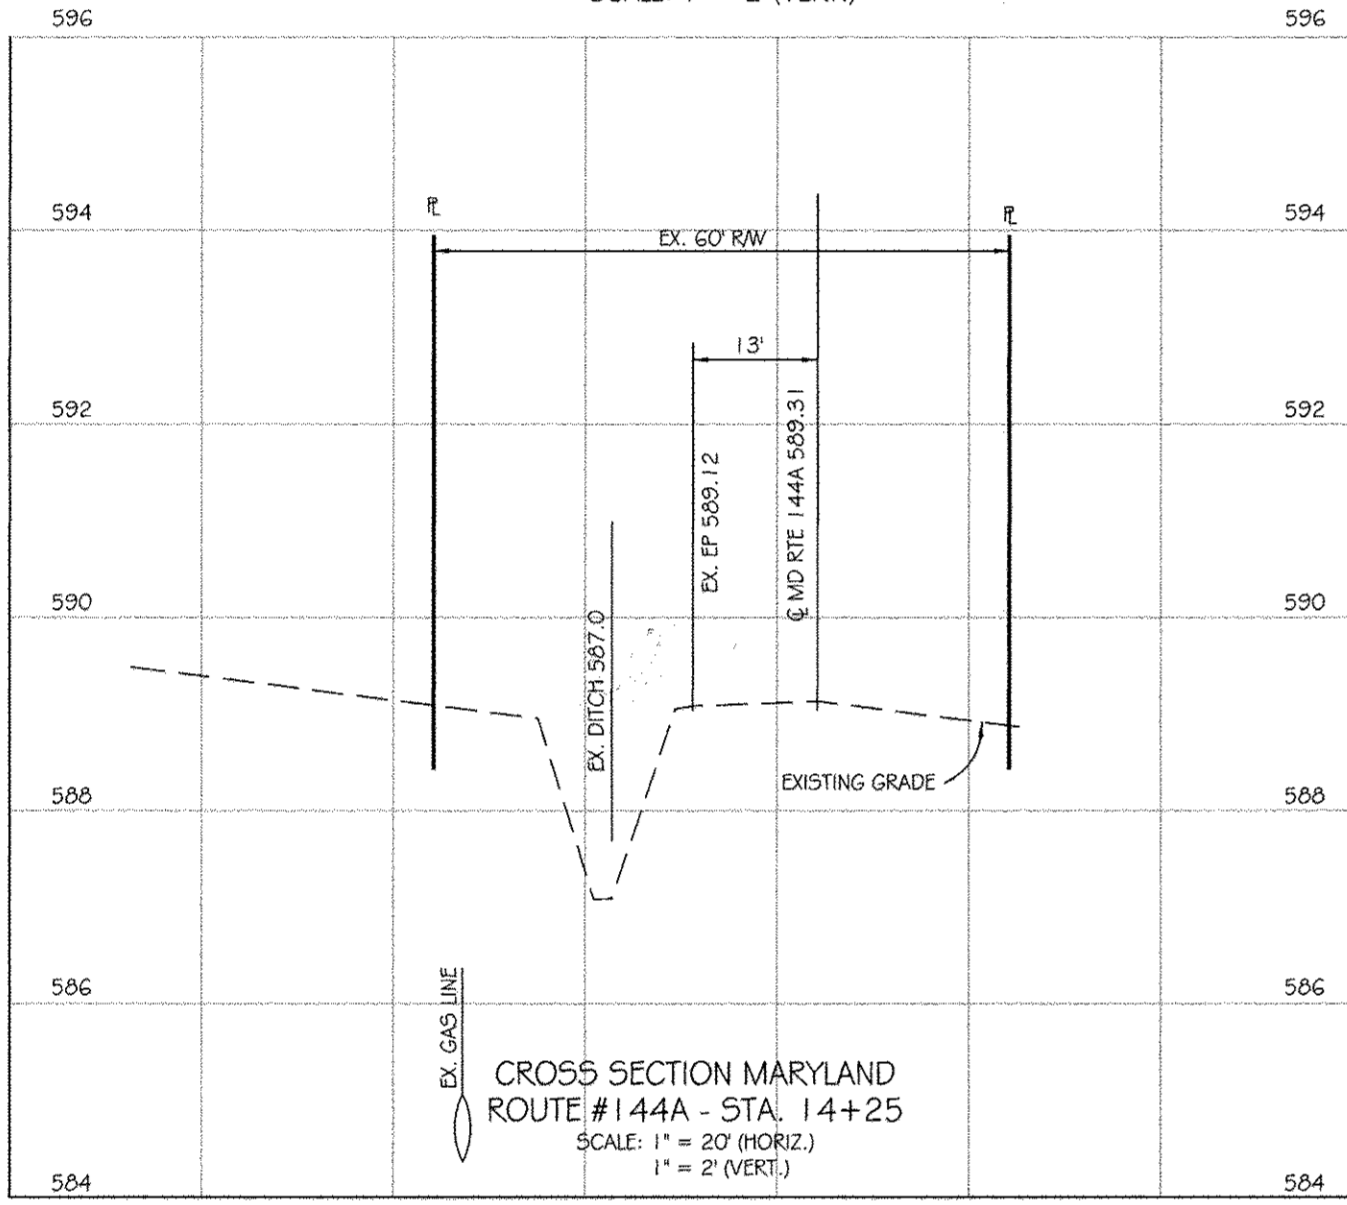 596 596
594 594
℄ ℄
EX. 60' R/W
13'
592 592
EX. EP 589.12
℄ MD RTE 144A 589.31
590 590
EX. DITCH 587.0
EXISTING GRADE
588 588
586 586
EX. GAS LINE
CROSS SECTION MARYLAND
ROUTE #144A - STA. 14+25
SCALE: 1" = 20' (HORIZ.)
1" = 2' (VERT.)
584 584